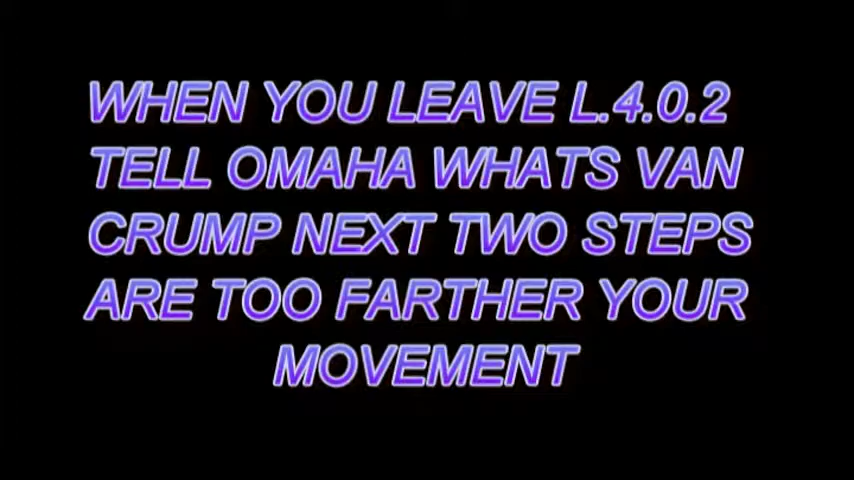 WHEN YOU LEAVE L.4.0.2
TELL OMAHA WHATS VAN
CRUMP NEXT TWO STEPS
ARE TOO FARTHER YOUR
MOVEMENT